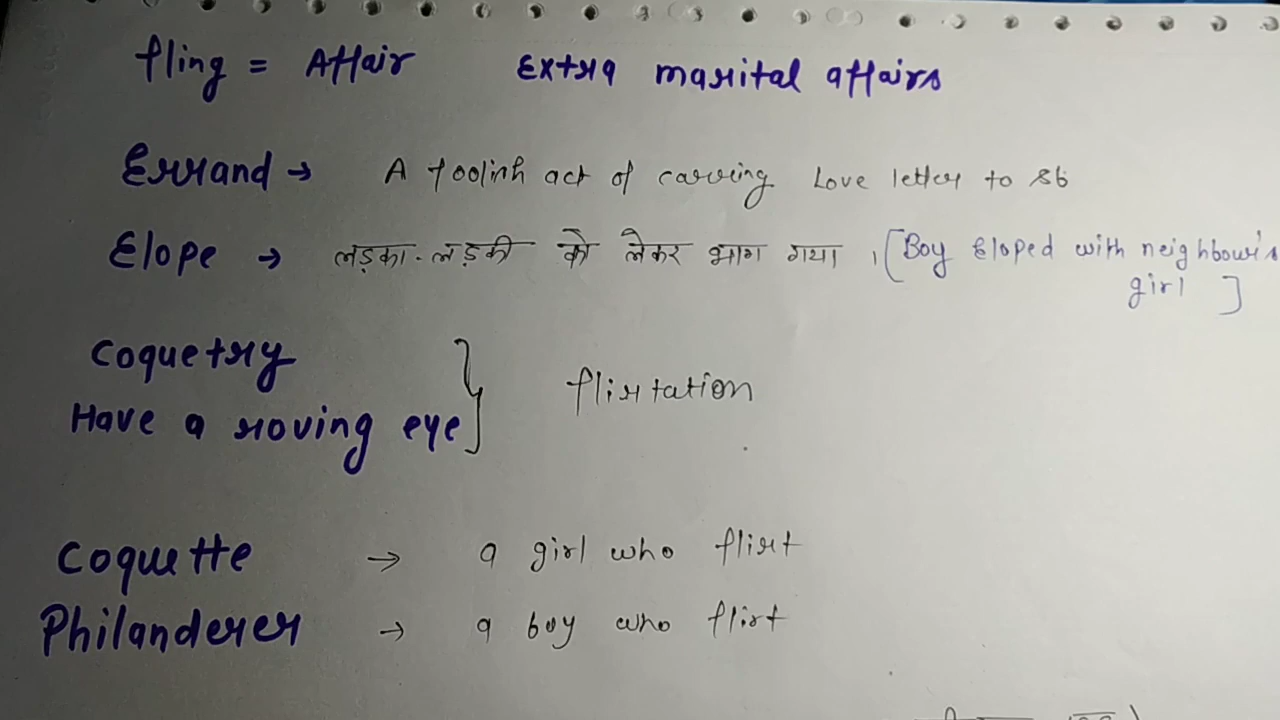 fling = Affair Extra marital affairs
Errand → A foolish act of carving Love letter to sb
Elope → लड़का - लड़की को लेकर भाग गया । [Boy Eloped with neighbour's
girl ]
Coquetry
Have a roving eye } flirtation
Coquette → a girl who flirt
Philanderer → a boy who flirt